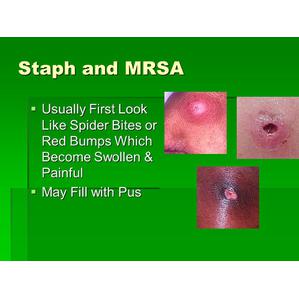 Staph and MRSA
Usually First Look
Like Spider Bites or
Red Bumps Which
Become Swollen &
Painful
May Fill with Pus